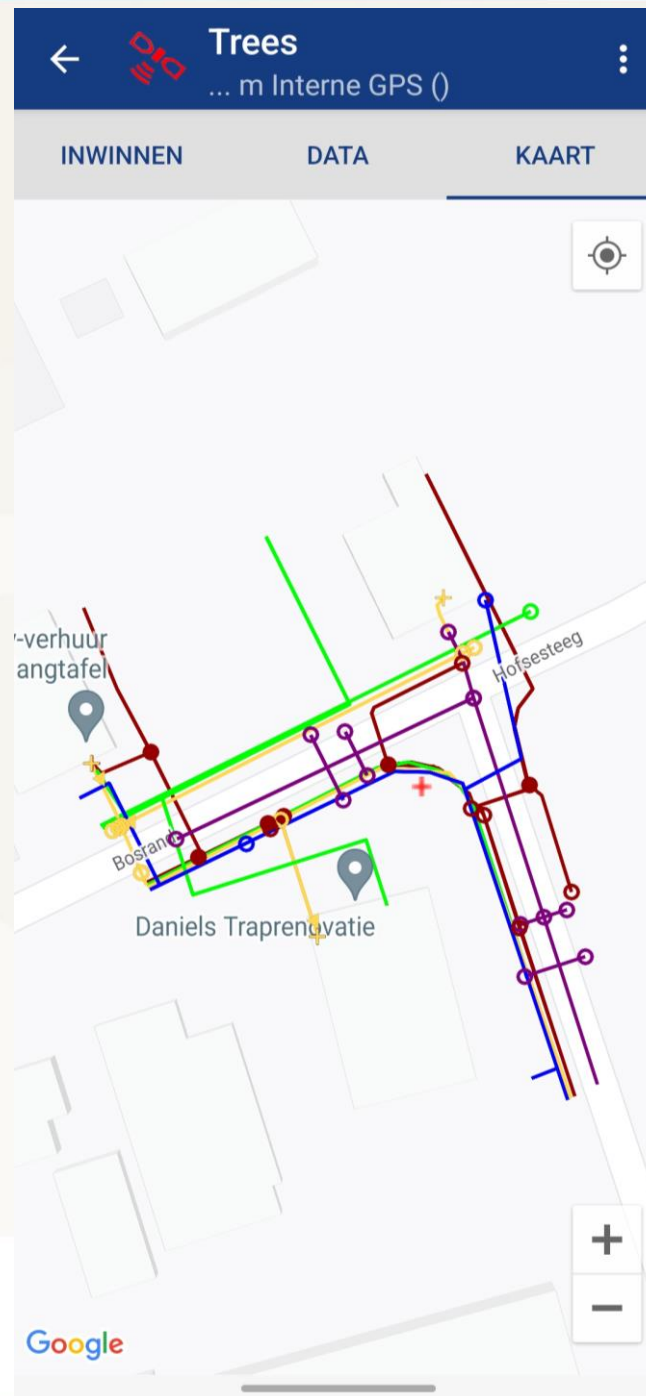 Trees
... m Interne GPS ()
INWINNEN
DATA
KAART
Hofsesteeg
-verhuur
angtafel
Bosrand
Daniels Traprenovatie
Google